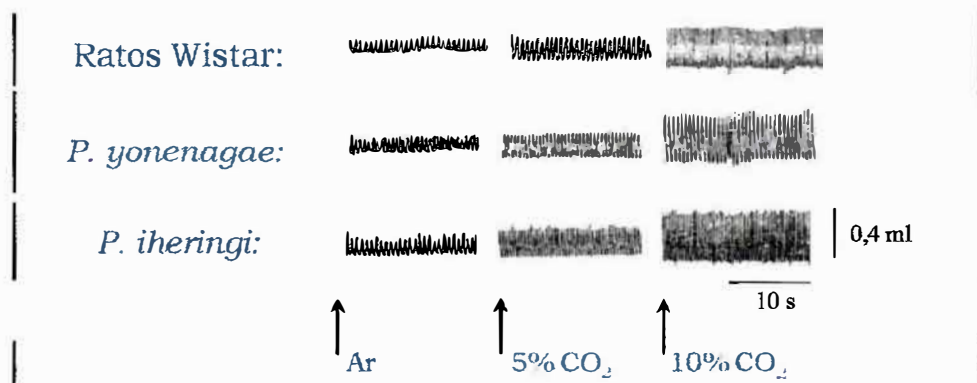 Ratos Wistar:
P. yonenagae:
P. iheringi:
0,4 ml
10 s
Ar
5% CO₂
10% CO₂